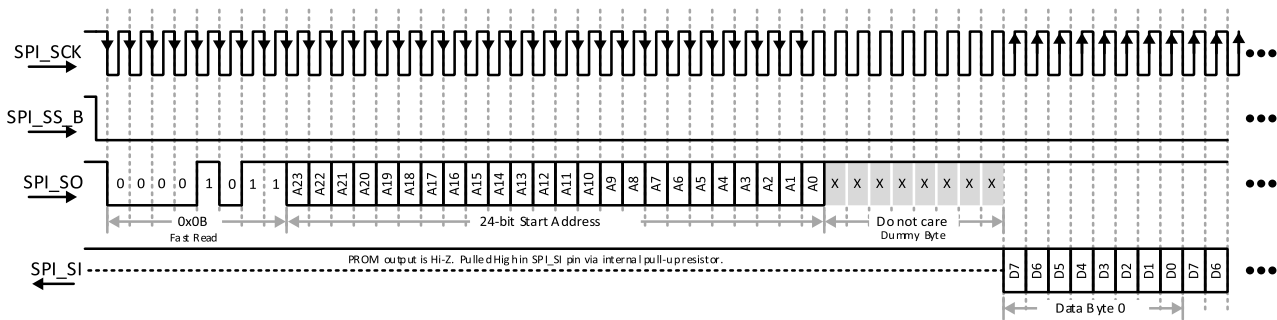 SPI_SCK
SPI_SS_B
SPI_SO
0 0 0 0 1 0 1 1 A23 A22 A21 A20 A19 A18 A17 A16 A15 A14 A13 A12 A11 A10 A9 A8 A7 A6 A5 A4 A3 A2 A1 A0 X X X X X X X X
0x0B 24-bit Start Address Do not care
Fast Read Dummy Byte
PROM output is Hi-Z. Pulled High in SPI_SI pin via internal pull-up resistor.
SPI_SI
D7 D6 D5 D4 D3 D2 D1 D0 D7 D6
Data Byte 0